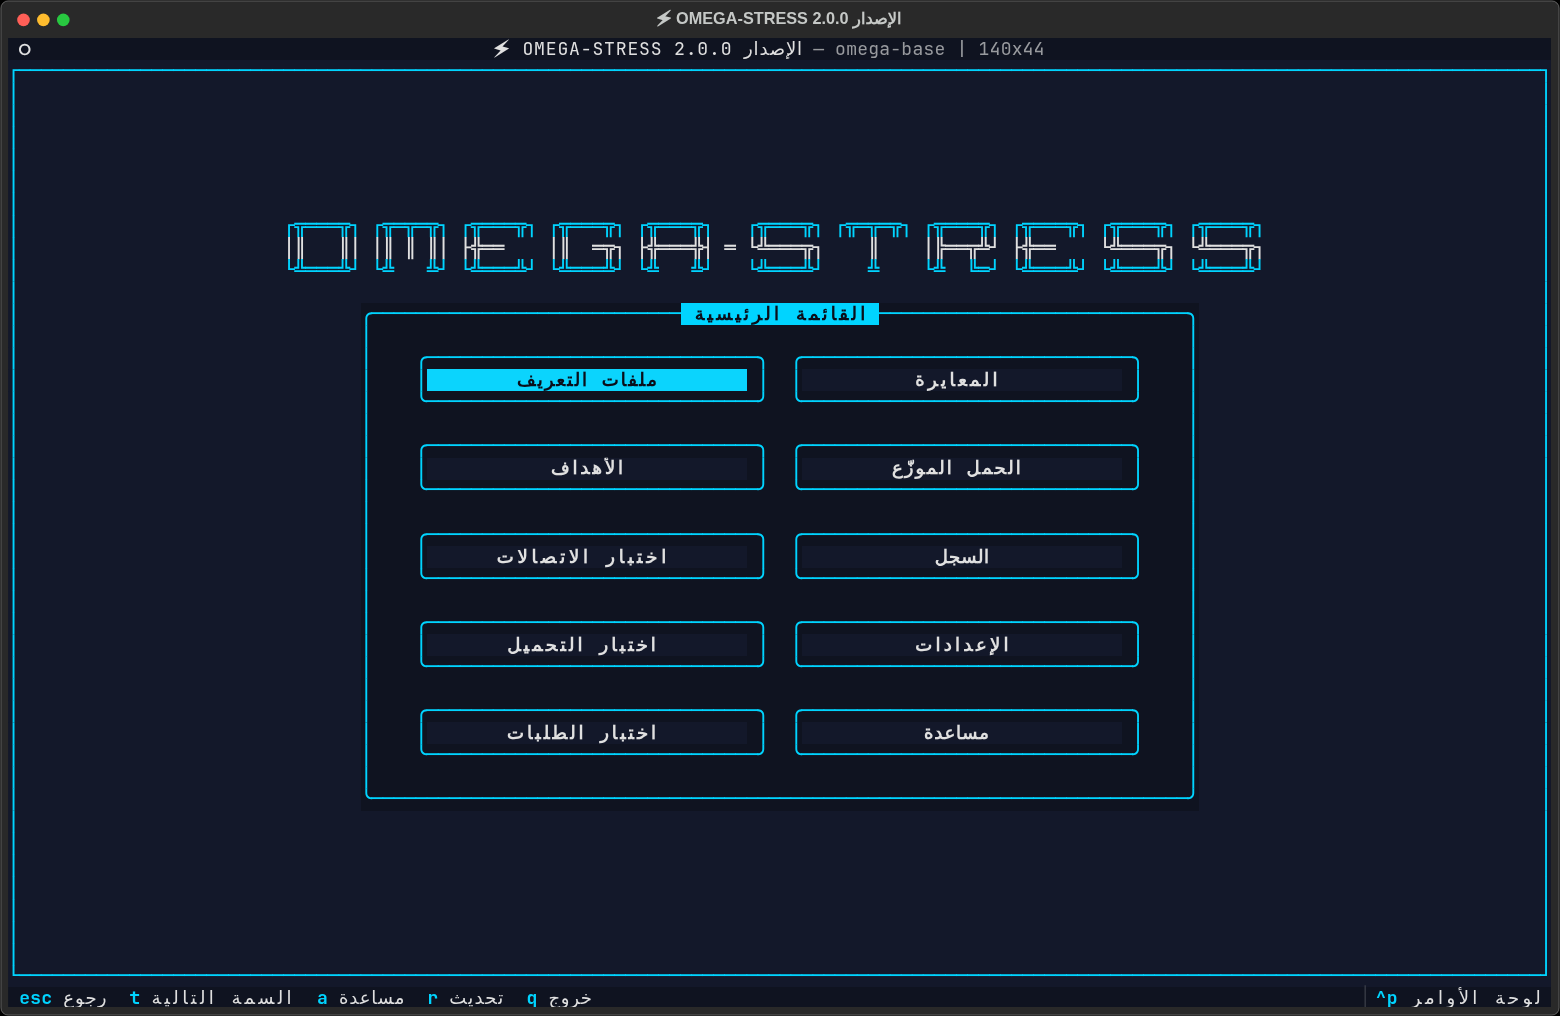 ⚡ OMEGA-STRESS 2.0.0 الإصدار
⚡ OMEGA-STRESS 2.0.0 الإصدار — omega-base | 140x44
OMEGA-STRESS
القائمة الرئيسية
ملفات التعريف
المعايرة
الأهداف
الحمل الموزّع
اختبار الاتصالات
السجل
اختبار التحميل
الإعدادات
اختبار الطلبات
مساعدة
esc رجوع t السمة التالية a مساعدة r تحديث q خروج ^p لوحة الأوامر